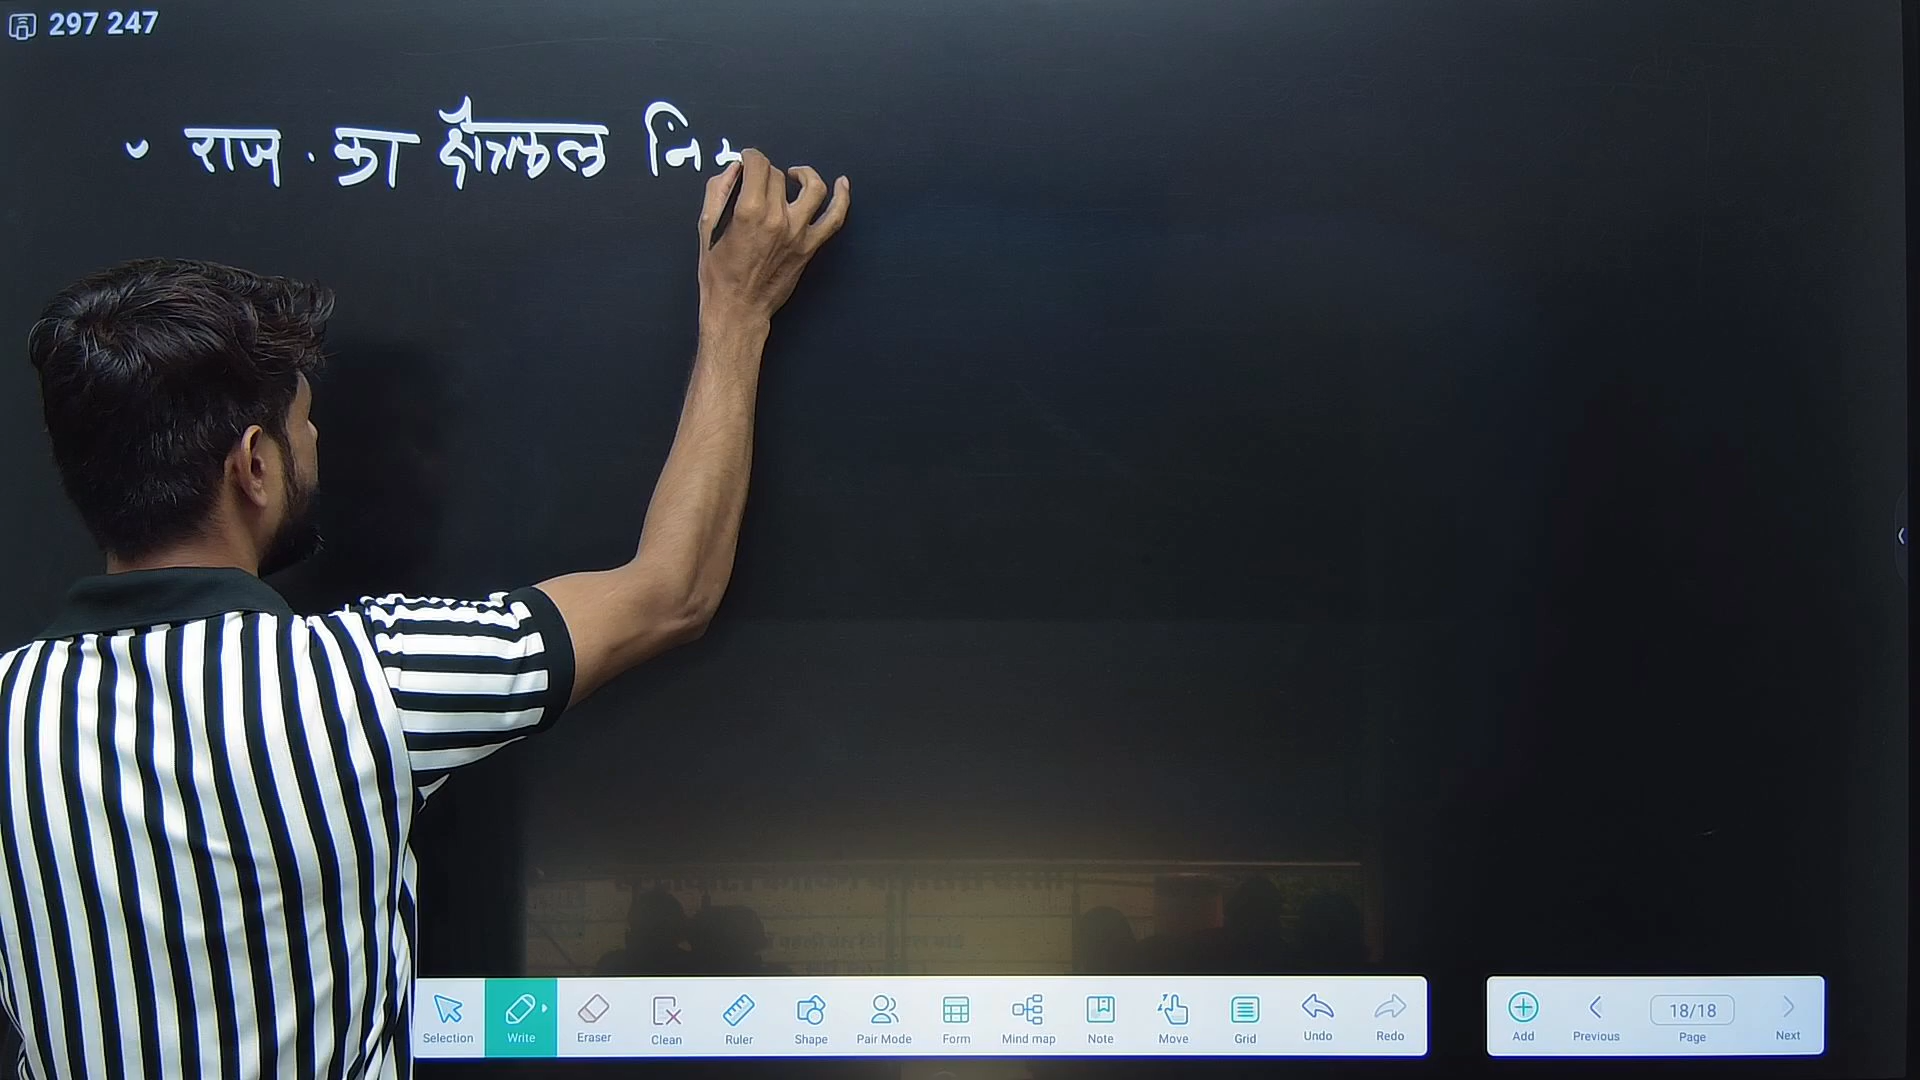 297 247
• राज. का क्षेत्रफल
Selection Write Eraser Clean Ruler Shape Pair Mode Form Mind map Note Move Grid Undo Redo
Add Previous 18/18 Page Next